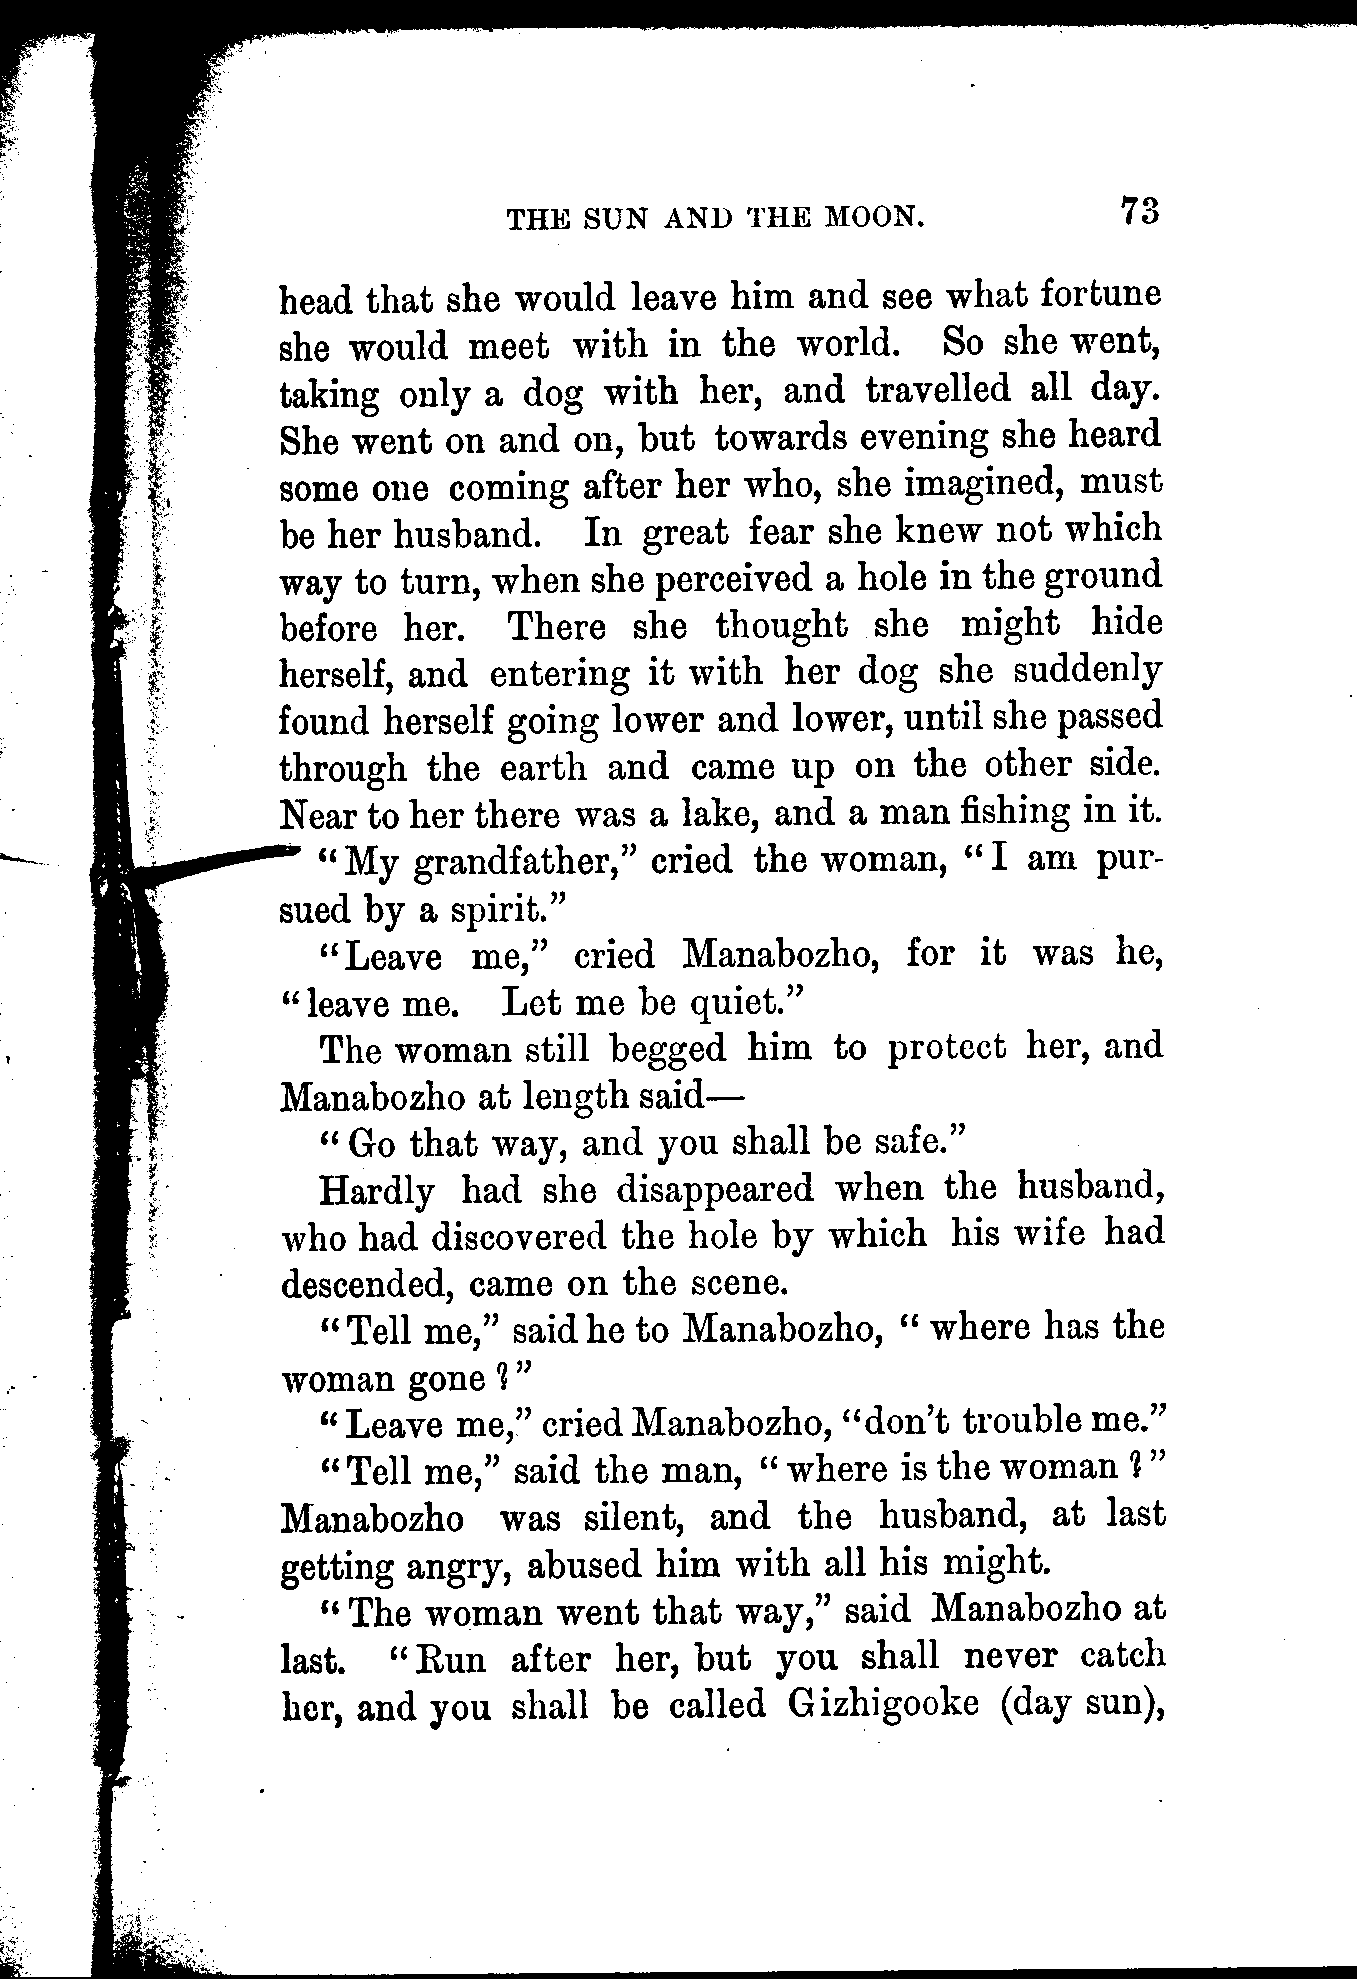 THE SUN AND THE MOON. 73
head that she would leave him and see what fortune
she would meet with in the world. So she went,
taking only a dog with her, and travelled all day.
She went on and on, but towards evening she heard
some one coming after her who, she imagined, must
be her husband. In great fear she knew not which
way to turn, when she perceived a hole in the ground
before her. There she thought she might hide
herself, and entering it with her dog she suddenly
found herself going lower and lower, until she passed
through the earth and came up on the other side.
Near to her there was a lake, and a man fishing in it.
“My grandfather,” cried the woman, “I am pur-
sued by a spirit.”
“Leave me,” cried Manabozho, for it was he,
“leave me. Let me be quiet.”
The woman still begged him to protect her, and
Manabozho at length said—
“Go that way, and you shall be safe.”
Hardly had she disappeared when the husband,
who had discovered the hole by which his wife had
descended, came on the scene.
“Tell me,” said he to Manabozho, “where has the
woman gone?”
“Leave me,” cried Manabozho, “don’t trouble me.”
“Tell me,” said the man, “where is the woman?”
Manabozho was silent, and the husband, at last
getting angry, abused him with all his might.
“The woman went that way,” said Manabozho at
last. “Run after her, but you shall never catch
her, and you shall be called Gizhigooke (day sun),